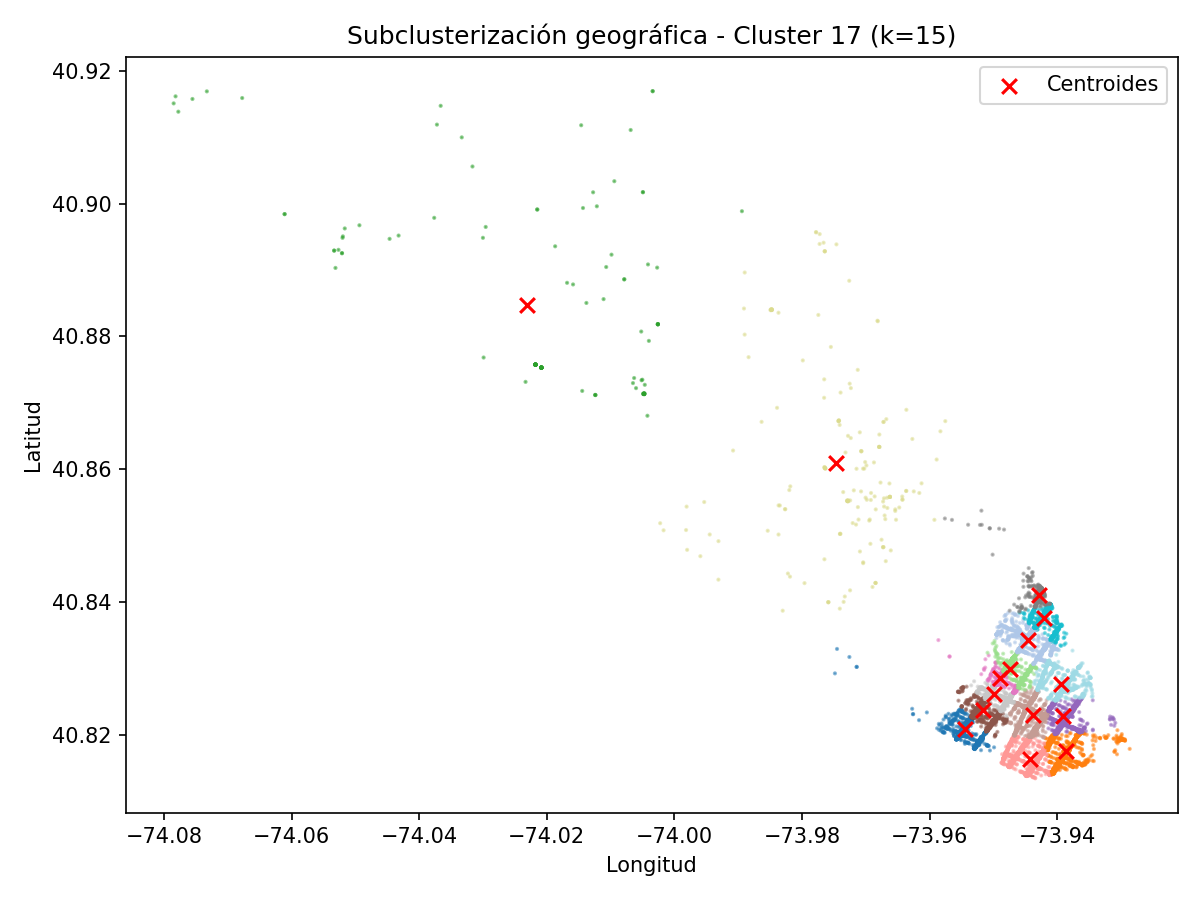 Subclusterización geográfica - Cluster 17 (k=15)
Centroides
40.92
40.90
40.88
40.86
40.84
40.82
Latitud
−74.08 −74.06 −74.04 −74.02 −74.00 −73.98 −73.96 −73.94
Longitud